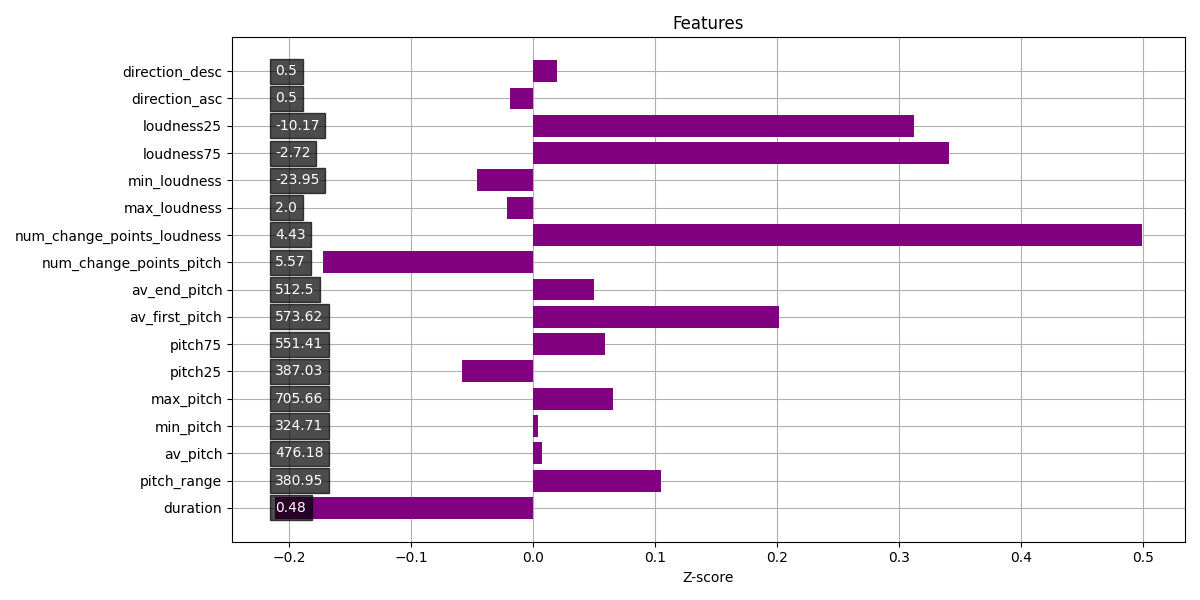 Features
direction_desc 0.5
direction_asc 0.5
loudness25 -10.17
loudness75 -2.72
min_loudness -23.95
max_loudness 2.0
num_change_points_loudness 4.43
num_change_points_pitch 5.57
av_end_pitch 512.5
av_first_pitch 573.62
pitch75 551.41
pitch25 387.03
max_pitch 705.66
min_pitch 324.71
av_pitch 476.18
pitch_range 380.95
duration 0.48
−0.2 −0.1 0.0 0.1 0.2 0.3 0.4 0.5
Z-score